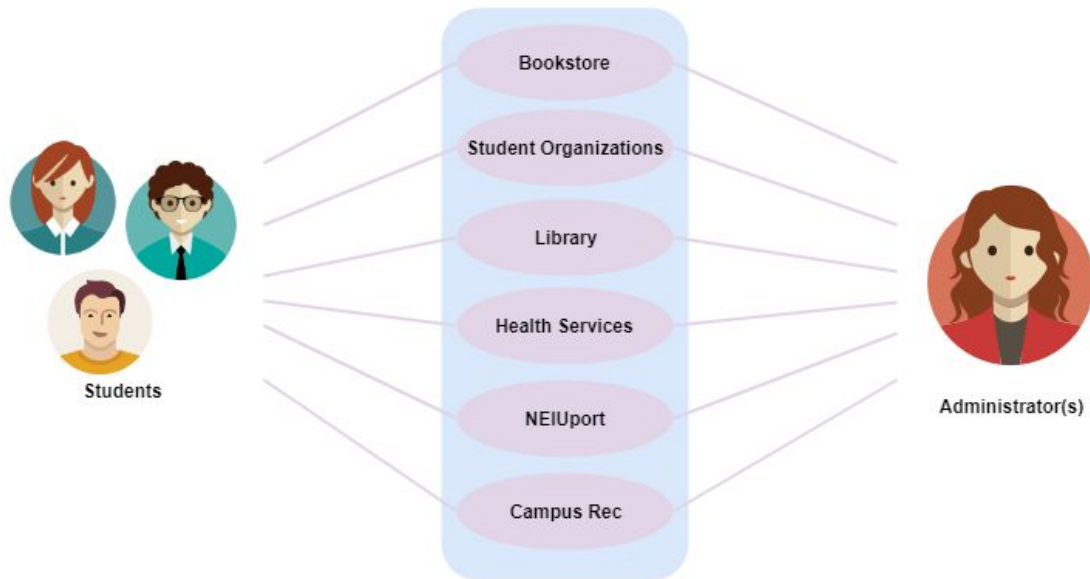 Bookstore
Student Organizations
Library
Health Services
NEIUport
Campus Rec
Students
Administrator(s)